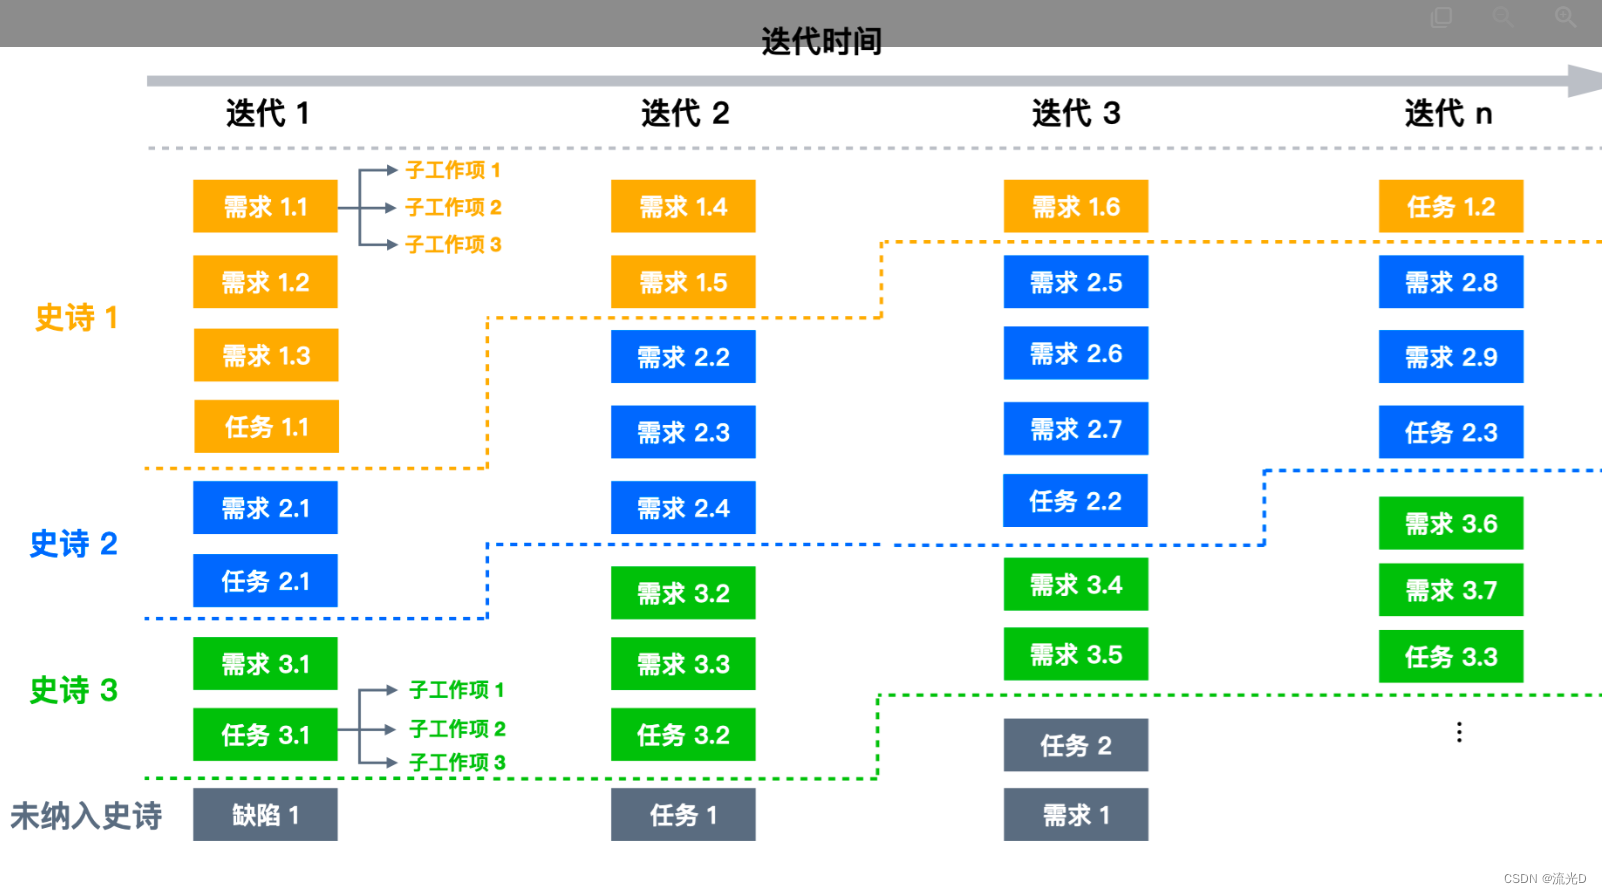 迭代时间
迭代 1
迭代 2
迭代 3
迭代 n
史诗 1
需求 1.1
子工作项 1
子工作项 2
子工作项 3
需求 1.2
需求 1.3
任务 1.1
需求 1.4
需求 1.5
需求 1.6
任务 1.2
史诗 2
需求 2.1
任务 2.1
需求 2.2
需求 2.3
需求 2.4
需求 2.5
需求 2.6
需求 2.7
任务 2.2
需求 2.8
需求 2.9
任务 2.3
史诗 3
需求 3.1
任务 3.1
子工作项 1
子工作项 2
子工作项 3
需求 3.2
需求 3.3
任务 3.2
需求 3.4
需求 3.5
需求 3.6
需求 3.7
任务 3.3
⋮
未纳入史诗
缺陷 1
任务 1
任务 2
需求 1
CSDN @流光D